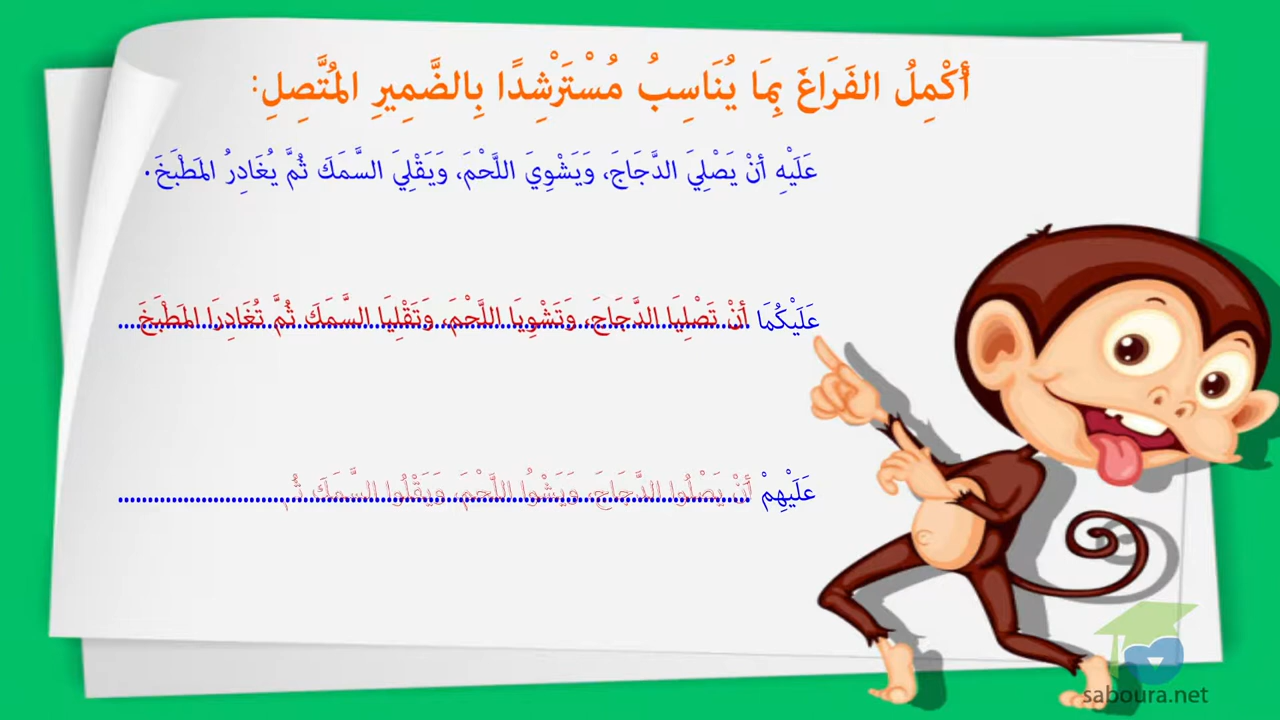 أُكْمِلُ الفَرَاغَ بِمَا يُنَاسِبُ مُسْتَرْشِدًا بِالضَّمِيرِ المُتَّصِلِ:
عَلَيْهِ أَنْ يَصْلِيَ الدَّجَاجَ، وَيَشْوِيَ اللَّحْمَ، وَيَقْلِيَ السَّمَكَ ثُمَّ يُغَادِرُ المَطْبَخَ.
عَلَيْكُمَا أَنْ تَصْلِيَا الدَّجَاجَ، وَتَشْوِيَا اللَّحْمَ، وَتَقْلِيَا السَّمَكَ ثُمَّ تُغَادِرَا المَطْبَخَ
عَلَيْهِمْ أَنْ يَصْلُوا الدَّجَاجَ، وَيَشْوُا اللَّحْمَ، وَيَقْلُوا السَّمَكَ ثُم
saboura.net